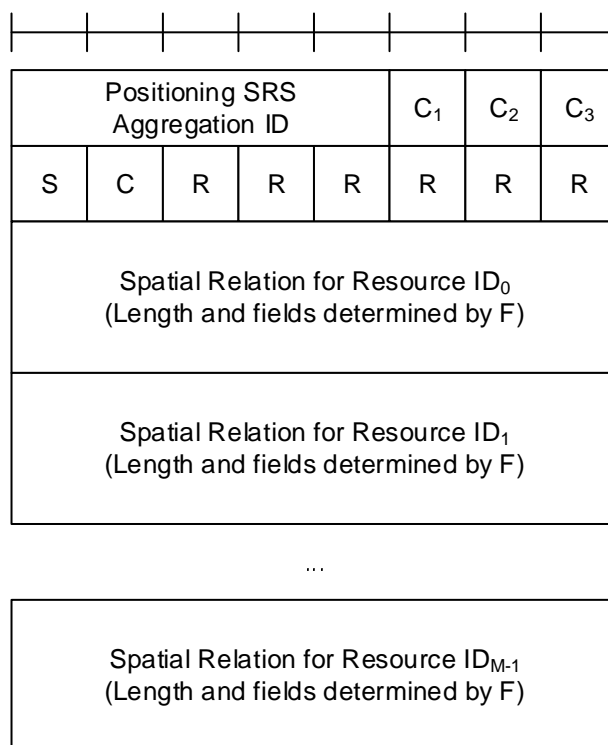 Positioning SRS
Aggregation ID
C₁ C₂ C₃
S C R R R R R R
Spatial Relation for Resource ID₀
(Length and fields determined by F)
Spatial Relation for Resource ID₁
(Length and fields determined by F)
...
Spatial Relation for Resource ID_M-1
(Length and fields determined by F)